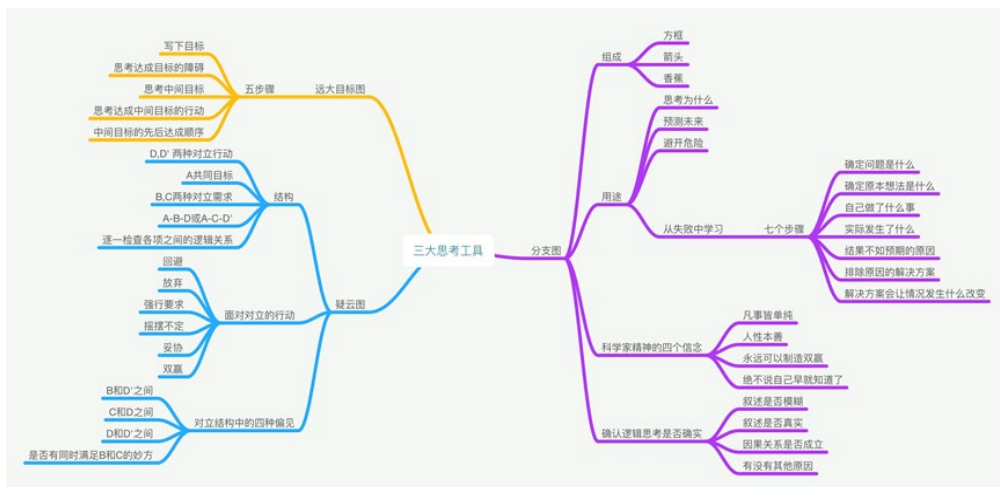 三大思考工具
远大目标图
五步骤
写下目标
思考达成目标的障碍
思考中间目标
思考达成中间目标的行动
中间目标的先后达成顺序
疑云图
结构
D,D' 两种对立行动
A共同目标
B,C两种对立需求
A-B-D或A-C-D'
逐一检查各项之间的逻辑关系
面对对立的行动
回避
放弃
强行要求
摇摆不定
妥协
双赢
对立结构中的四种偏见
B和D'之间
C和D之间
D和D'之间
是否有同时满足B和C的妙方
分支图
组成
方框
箭头
香蕉
用途
思考为什么
预测未来
避开危险
从失败中学习
七个步骤
确定问题是什么
确定原本想法是什么
自己做了什么事
实际发生了什么
结果不如预期的原因
排除原因的解决方案
解决方案会让情况发生什么改变
科学家精神的四个信念
凡事皆单纯
人性本善
永远可以制造双赢
绝不说自己早就知道了
确认逻辑思考是否确实
叙述是否模糊
叙述是否真实
因果关系是否成立
有没有其他原因